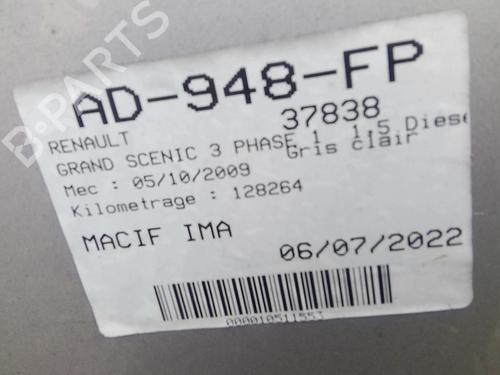 AD-948-FP
RENAULT 37838
GRAND SCENIC 3 PHASE 1 1.5 Diese
Gris clair
Mec : 05/10/2009
Kilometrage : 128264
MACIF IMA 06/07/2022
B-PARTS